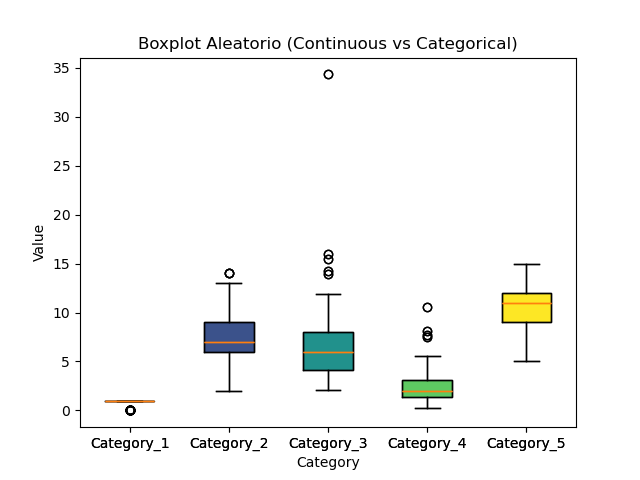 Boxplot Aleatorio (Continuous vs Categorical)
35
30
25
20
15
10
5
0
Value
Category_1 Category_2 Category_3 Category_4 Category_5
Category